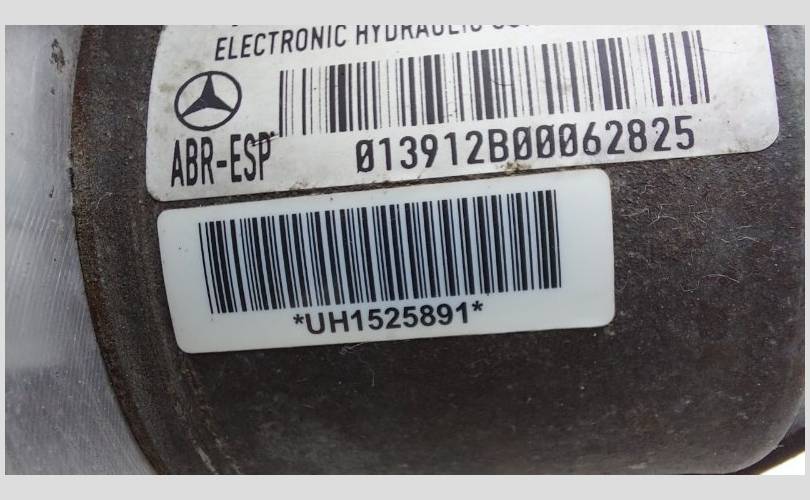 ELECTRONIC HYDRAULIC
ABR-ESP
013912B00062825
*UH1525891*